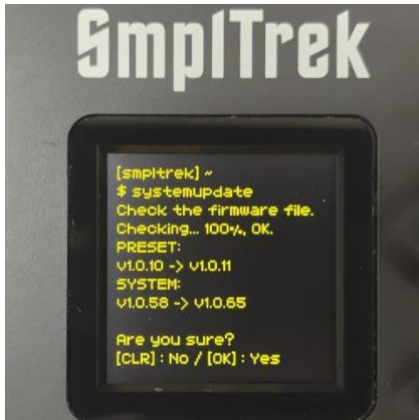 SmplTrek
[smpltrek] ~
$ systemupdate
Check the firmware file.
Checking... 100%, OK.
PRESET:
v1.0.10 -> v1.0.11
SYSTEM:
v1.0.58 -> v1.0.65
Are you sure?
[CLR] : No / [OK] : Yes